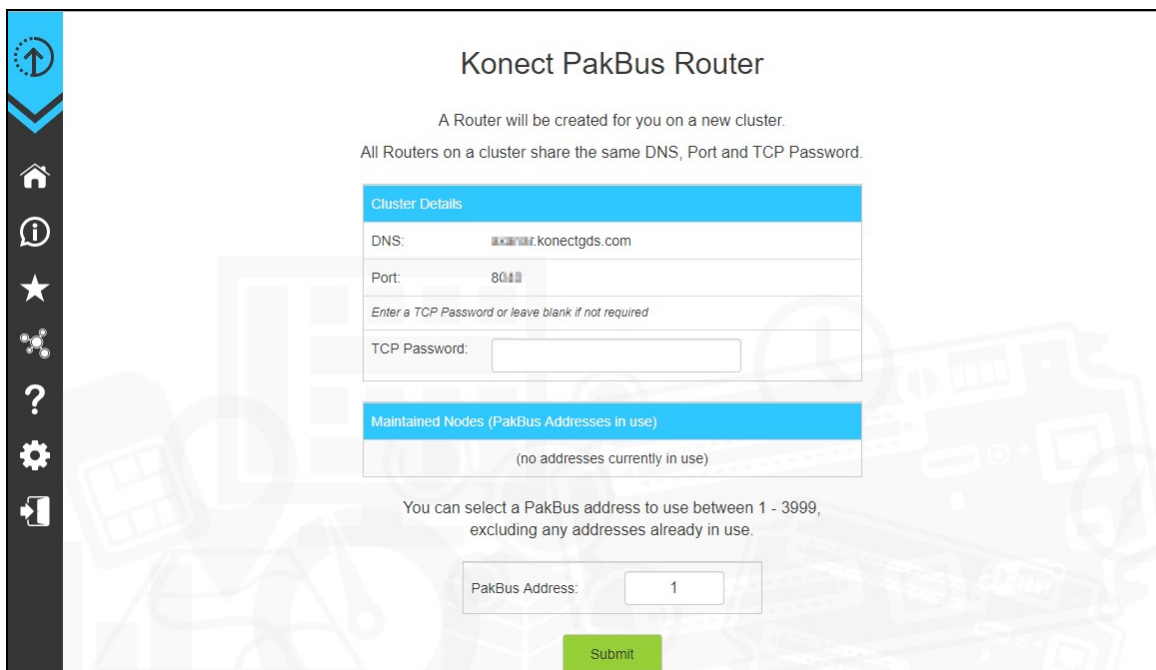 Konect PakBus Router
A Router will be created for you on a new cluster.
All Routers on a cluster share the same DNS, Port and TCP Password.
Cluster Details
DNS: .konectgds.com
Port:
Enter a TCP Password or leave blank if not required
TCP Password:
Maintained Nodes (PakBus Addresses in use)
(no addresses currently in use)
You can select a PakBus address to use between 1 - 3999,
excluding any addresses already in use.
PakBus Address: 1
Submit